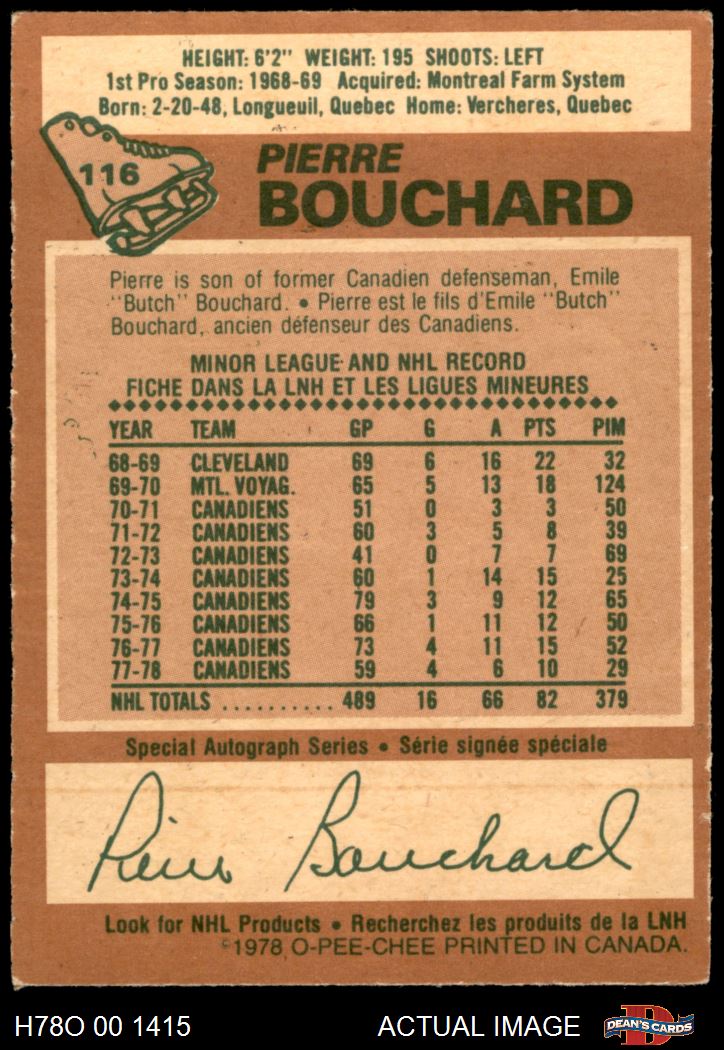 HEIGHT: 6'2" WEIGHT: 195 SHOOTS: LEFT
1st Pro Season: 1968-69 Acquired: Montreal Farm System
Born: 2-20-48, Longueuil, Quebec Home: Vercheres, Quebec
116
PIERRE
BOUCHARD
Pierre is son of former Canadien defenseman, Emile
"Butch" Bouchard. • Pierre est le fils d'Emile "Butch"
Bouchard, ancien défenseur des Canadiens.
MINOR LEAGUE AND NHL RECORD
FICHE DANS LA LNH ET LES LIGUES MINEURES
YEAR TEAM GP G A PTS PIM
68-69 CLEVELAND 69 6 16 22 32
69-70 MTL. VOYAG. 65 5 13 18 124
70-71 CANADIENS 51 0 3 3 50
71-72 CANADIENS 60 3 5 8 39
72-73 CANADIENS 41 0 7 7 69
73-74 CANADIENS 60 1 14 15 25
74-75 CANADIENS 79 3 9 12 65
75-76 CANADIENS 66 1 11 12 50
76-77 CANADIENS 73 4 11 15 52
77-78 CANADIENS 59 4 6 10 29
NHL TOTALS .......... 489 16 66 82 379
Special Autograph Series • Série signée spéciale
Pierre Bouchard
Look for NHL Products • Recherchez les produits de la LNH
©1978 O-PEE-CHEE PRINTED IN CANADA.
H78O 00 1415 ACTUAL IMAGE D DEAN'S CARDS